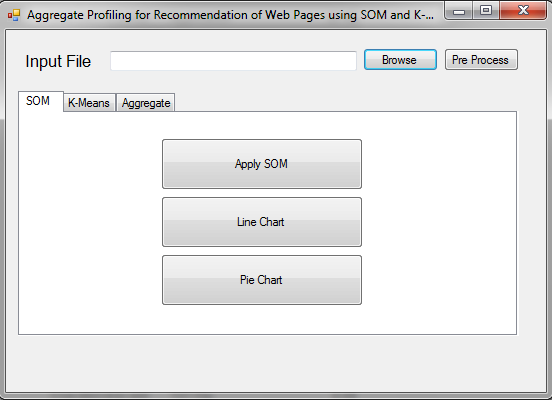 Aggregate Profiling for Recommendation of Web Pages using SOM and K-...
Input File Browse Pre Process
SOM K-Means Aggregate
Apply SOM
Line Chart
Pie Chart